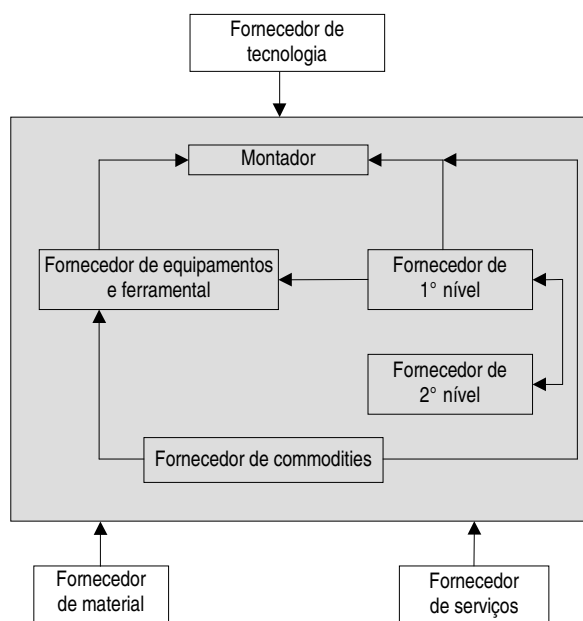 Fornecedor de
tecnologia
Montador
Fornecedor de equipamentos
e ferramental
Fornecedor de
1° nível
Fornecedor de
2° nível
Fornecedor de commodities
Fornecedor
de material
Fornecedor
de serviços